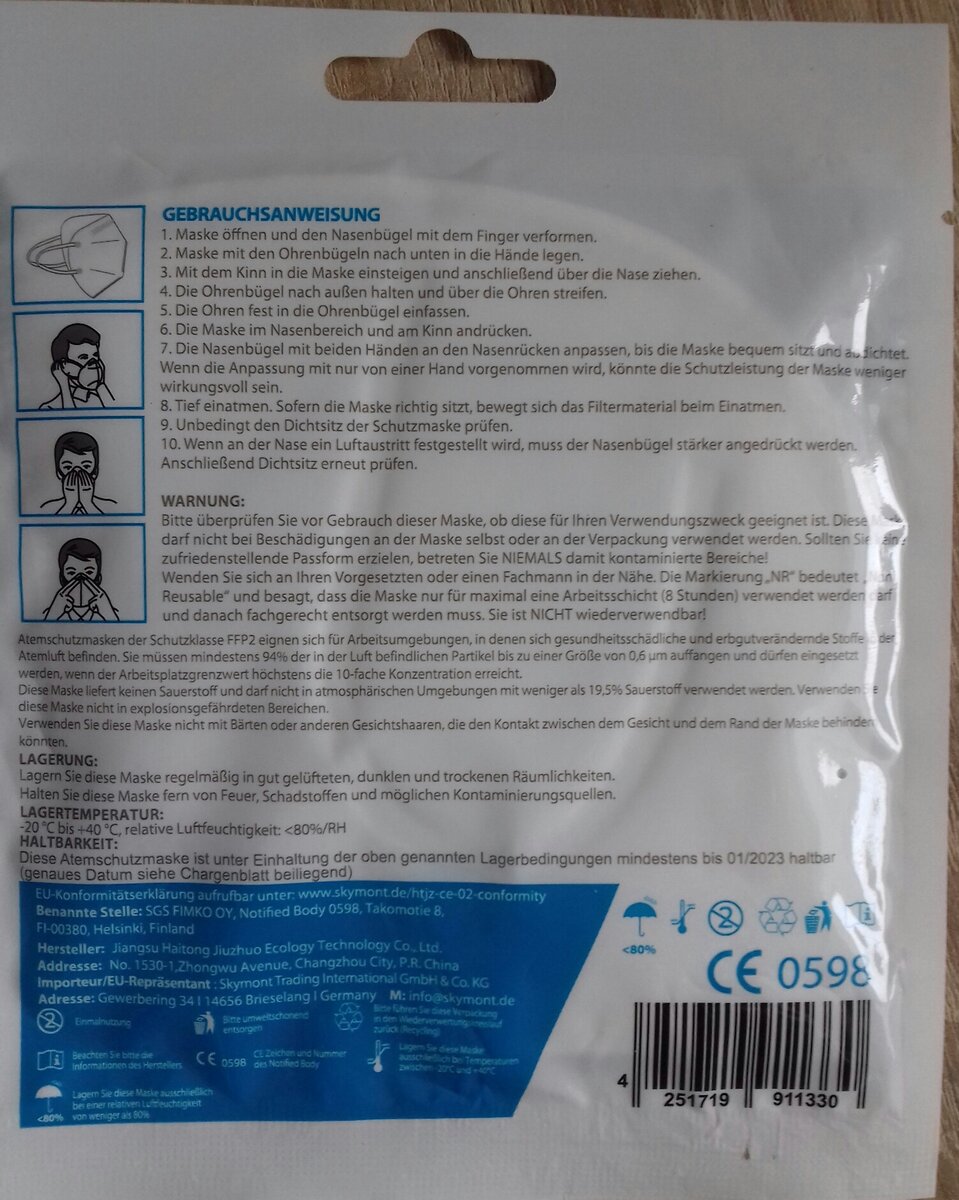 GEBRAUCHSANWEISUNG
1. Maske öffnen und den Nasenbügel mit dem Finger verformen.
2. Maske mit den Ohrenbügeln nach unten in die Hände legen.
3. Mit dem Kinn in die Maske einsteigen und anschließend über die Nase ziehen.
4. Die Ohrenbügel nach außen halten und über die Ohren streifen.
5. Die Ohren fest in die Ohrenbügel einfassen.
6. Die Maske im Nasenbereich und am Kinn andrücken.
7. Die Nasenbügel mit beiden Händen an den Nasenrücken anpassen, bis die Maske bequem sitzt und abdichtet.
Wenn die Anpassung mit nur von einer Hand vorgenommen wird, könnte die Schutzleistung der Maske weniger
wirkungsvoll sein.
8. Tief einatmen. Sofern die Maske richtig sitzt, bewegt sich das Filtermaterial beim Einatmen.
9. Unbedingt den Dichtsitz der Schutzmaske prüfen.
10. Wenn an der Nase ein Luftaustritt festgestellt wird, muss der Nasenbügel stärker angedrückt werden.
Anschließend Dichtsitz erneut prüfen.
WARNUNG:
Bitte überprüfen Sie vor Gebrauch dieser Maske, ob diese für Ihren Verwendungszweck geeignet ist. Diese Maske
darf nicht bei Beschädigungen an der Maske selbst oder an der Verpackung verwendet werden. Sollten Sie keine
zufriedenstellende Passform erzielen, betreten Sie NIEMALS damit kontaminierte Bereiche!
Wenden Sie sich an Ihren Vorgesetzten oder einen Fachmann in der Nähe. Die Markierung „NR“ bedeutet „Non
Reusable“ und besagt, dass die Maske nur für maximal eine Arbeitsschicht (8 Stunden) verwendet werden darf
und danach fachgerecht entsorgt werden muss. Sie ist NICHT wiederverwendbar!
Atemschutzmasken der Schutzklasse FFP2 eignen sich für Arbeitsumgebungen, in denen sich gesundheitsschädliche und erbgutverändernde Stoffe in der
Atemluft befinden. Sie müssen mindestens 94% der in der Luft befindlichen Partikel bis zu einer Größe von 0,6 µm auffangen und dürfen eingesetzt
werden, wenn der Arbeitsplatzgrenzwert höchstens die 10-fache Konzentration erreicht.
Diese Maske liefert keinen Sauerstoff und darf nicht in atmosphärischen Umgebungen mit weniger als 19,5% Sauerstoff verwendet werden. Verwenden Sie
diese Maske nicht in explosionsgefährdeten Bereichen.
Verwenden Sie diese Maske nicht mit Bärten oder anderen Gesichtshaaren, die den Kontakt zwischen dem Gesicht und dem Rand der Maske behindern
könnten.
LAGERUNG:
Lagern Sie diese Maske regelmäßig in gut gelüfteten, dunklen und trockenen Räumlichkeiten.
Halten Sie diese Maske fern von Feuer, Schadstoffen und möglichen Kontaminierungsquellen.
LAGERTEMPERATUR:
-20 °C bis +40 °C, relative Luftfeuchtigkeit: <80%/RH
HALTBARKEIT:
Diese Atemschutzmaske ist unter Einhaltung der oben genannten Lagerbedingungen mindestens bis 01/2023 haltbar
(genaues Datum siehe Chargenblatt beiliegend)
EU-Konformitätserklärung aufrufbar unter: www.skymont.de/htjz-ce-02-conformity
Benannte Stelle: SGS FIMKO OY, Notified Body 0598, Takomotie 8,
FI-00380, Helsinki, Finland
Hersteller: Jiangsu Haitong Jiuzhuo Ecology Technology Co., Ltd.
Addresse: No. 1530-1,Zhongwu Avenue, Changzhou City, P.R. China
Importeur/EU-Repräsentant : Skymont Trading International GmbH & Co. KG
Adresse: Gewerbering 34 I 14656 Brieselang I Germany M: info@skymont.de
2 Einmalnutzung
Bitte umweltschonend
entsorgen
Bitte führen Sie diese Verpackung
in den Wiederverwertungskreislauf
zurück (Recycling)
i Beachten Sie bitte die
Informationen des Herstellers
CE 0598 CE Zeichen und Nummer
des Notified Body
Lagern Sie diese Maske
ausschließlich bei Temperaturen
zwischen -20°C und +40°C
<80% Lagern Sie diese Maske ausschließlich
bei einer relativen Luftfeuchtigkeit
von weniger als 80%
<80% 2 i
CE 0598
4 251719 911330